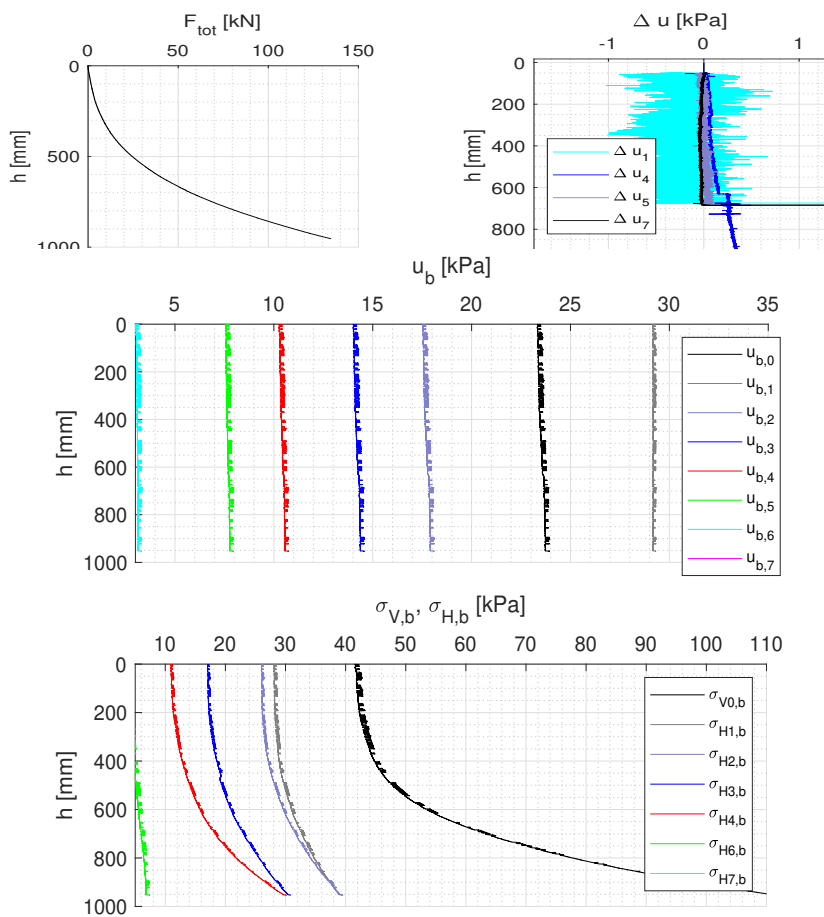 F_tot [kN]
0 50 100 150
0
500
1000
h [mm]
Δ u [kPa]
-1 0 1
0
200
400
600
800
h [mm]
Δ u_1
Δ u_4
Δ u_5
Δ u_7
u_b [kPa]
5 10 15 20 25 30 35
0
200
400
600
800
1000
h [mm]
u_b,0
u_b,1
u_b,2
u_b,3
u_b,4
u_b,5
u_b,6
u_b,7
σ_V,b, σ_H,b [kPa]
10 20 30 40 50 60 70 80 90 100 110
0
200
400
600
800
1000
h [mm]
σ_V0,b
σ_H1,b
σ_H2,b
σ_H3,b
σ_H4,b
σ_H6,b
σ_H7,b